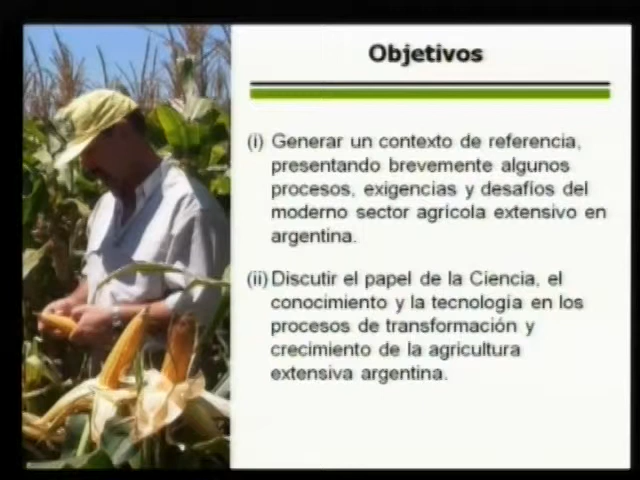 Objetivos
(i) Generar un contexto de referencia,
presentando brevemente algunos
procesos, exigencias y desafíos del
moderno sector agrícola extensivo en
argentina.
(ii) Discutir el papel de la Ciencia, el
conocimiento y la tecnología en los
procesos de transformación y
crecimiento de la agricultura
extensiva argentina.